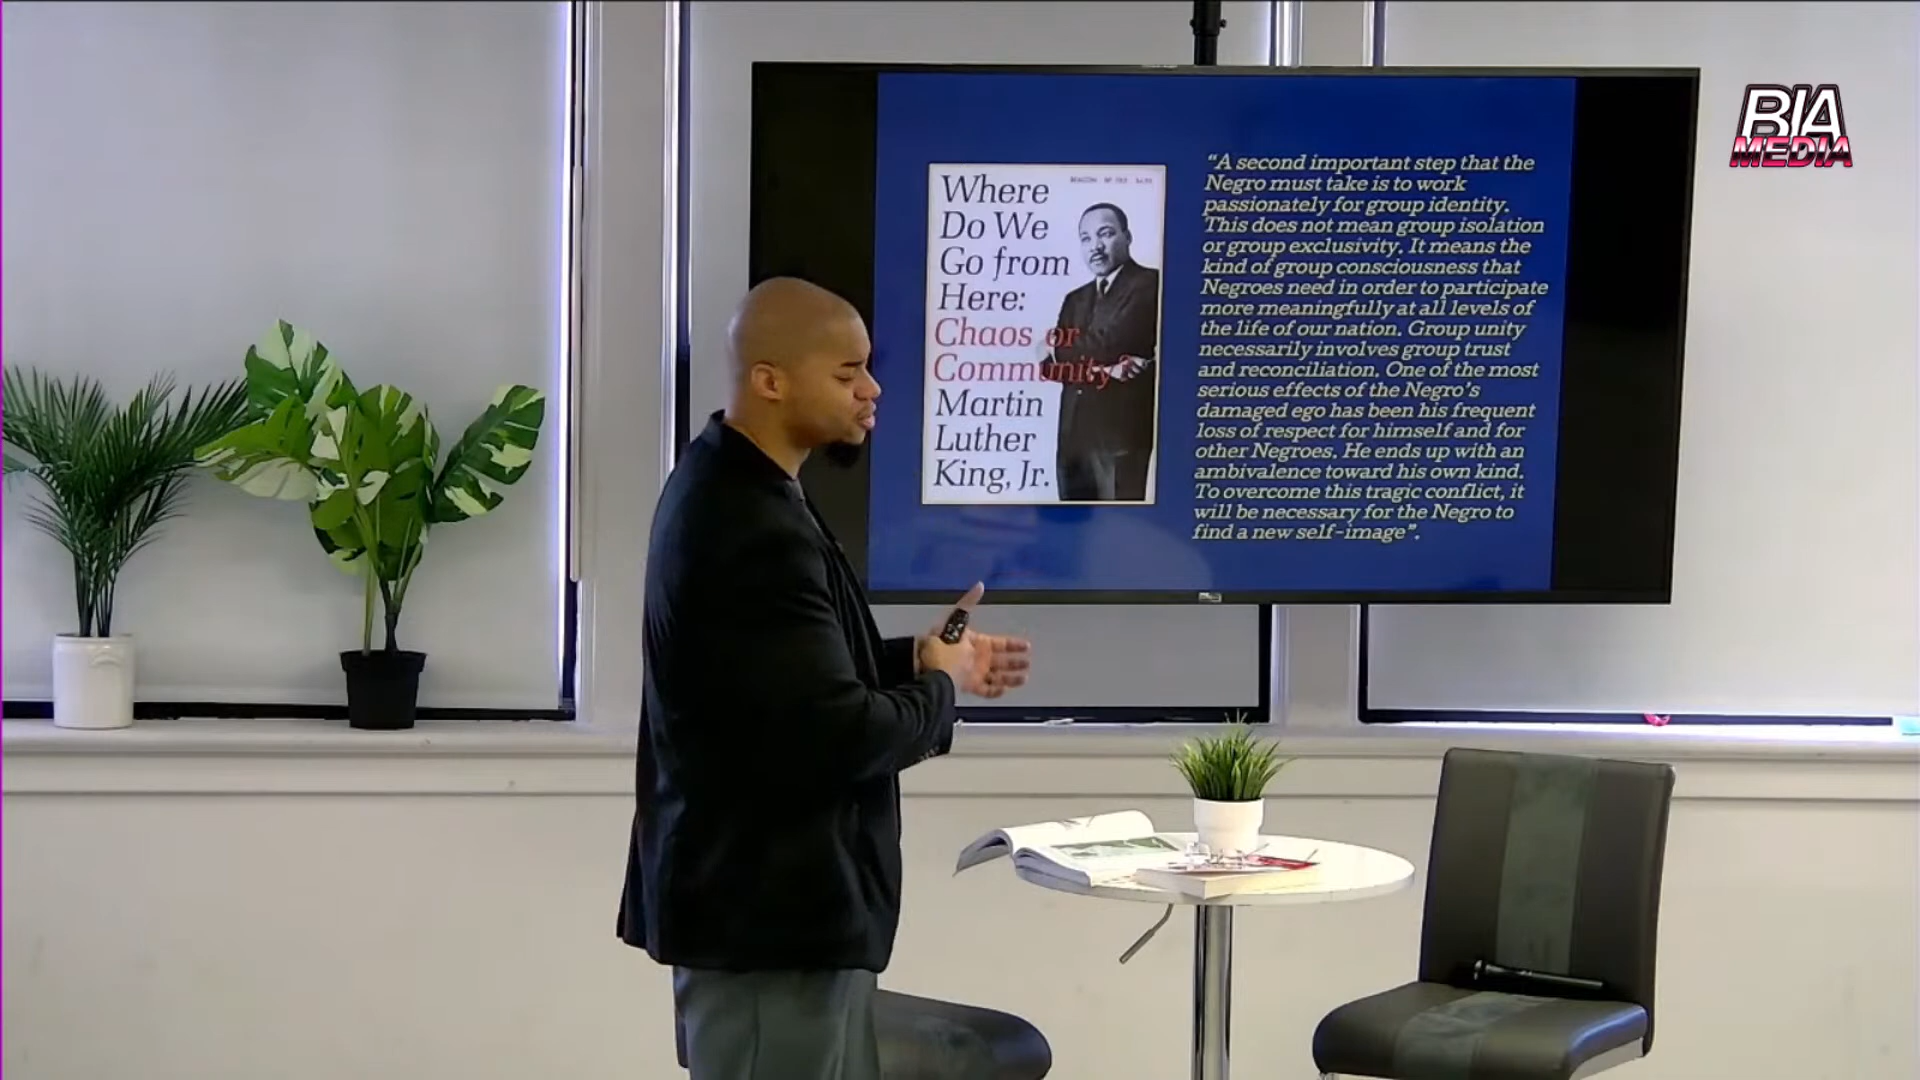 BIA
MEDIA
Where
Do We
Go from
Here:
Chaos or
Community?
Martin
Luther
King, Jr.
“A second important step that the
Negro must take is to work
passionately for group identity.
This does not mean group isolation
or group exclusivity. It means the
kind of group consciousness that
Negroes need in order to participate
more meaningfully at all levels of
the life of our nation. Group unity
necessarily involves group trust
and reconciliation. One of the most
serious effects of the Negro’s
damaged ego has been his frequent
loss of respect for himself and for
other Negroes. He ends up with an
ambivalence toward his own kind.
To overcome this tragic conflict, it
will be necessary for the Negro to
find a new self-image”.